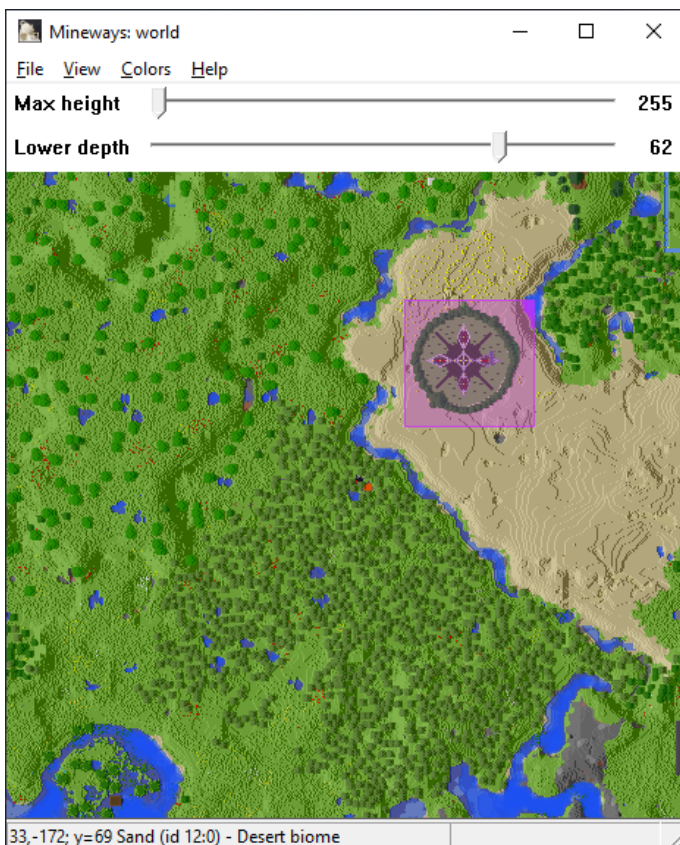 Mineways: world
File View Colors Help
Max height 255
Lower depth 62
33,-172; y=69 Sand (id 12:0) - Desert biome